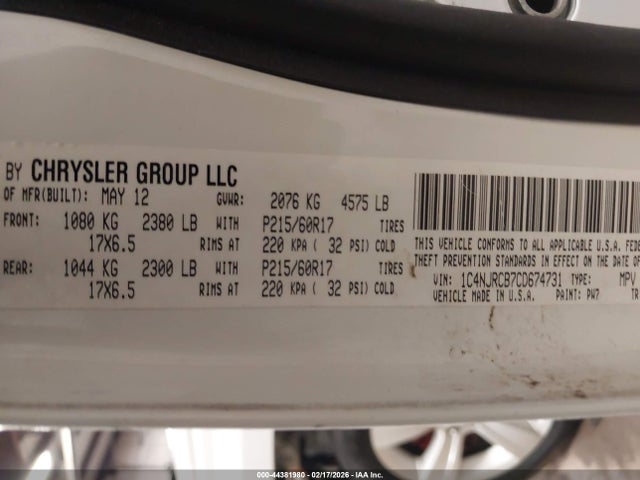 BY CHRYSLER GROUP LLC
OF MFR(BUILT): MAY 12 GVWR: 2076 KG 4575 LB
FRONT: 1080 KG 2380 LB WITH P215/60R17 TIRES
17X6.5 RIMS AT 220 KPA ( 32 PSI) COLD
REAR: 1044 KG 2300 LB WITH P215/60R17 TIRES
17X6.5 RIMS AT 220 KPA ( 32 PSI) COLD
THIS VEHICLE CONFORMS TO ALL APPLICABLE U.S.A. FEDE
THEFT PREVENTION STANDARDS IN EFFECT ON THE DATE O
VIN: 1C4NJRCB7CD674731 TYPE: MPV
VEHICLE MADE IN U.S.A. PAINT: PW7 TR
000-44381980 - 02/17/2026 - IAA Inc.